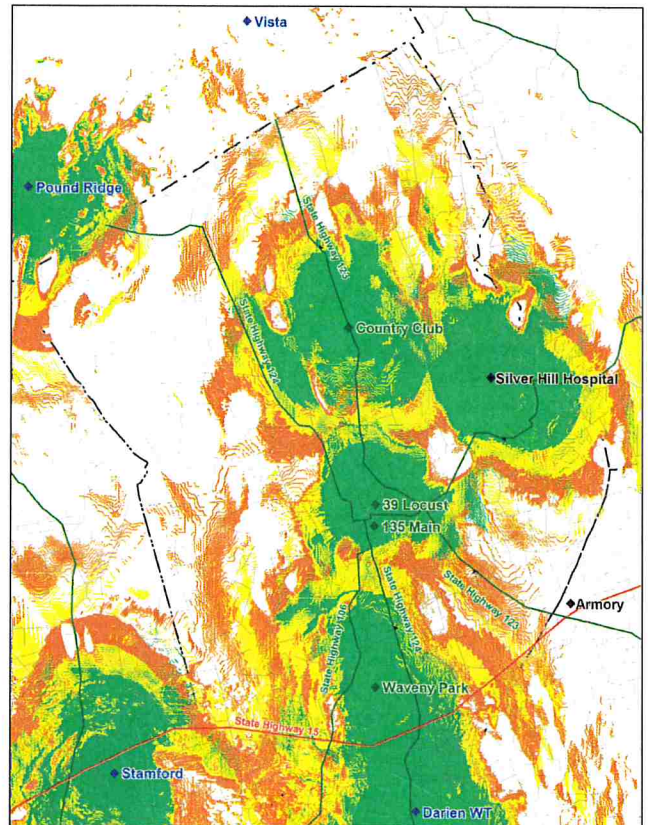 Vista
Pound Ridge
State Highway 123
Country Club
State Highway 124
Silver Hill Hospital
39 Locust
135 Main
State Highway 123
Armory
State Highway 106
State Highway 124
Waveny Park
State Highway 15
Stamford
Darien WT